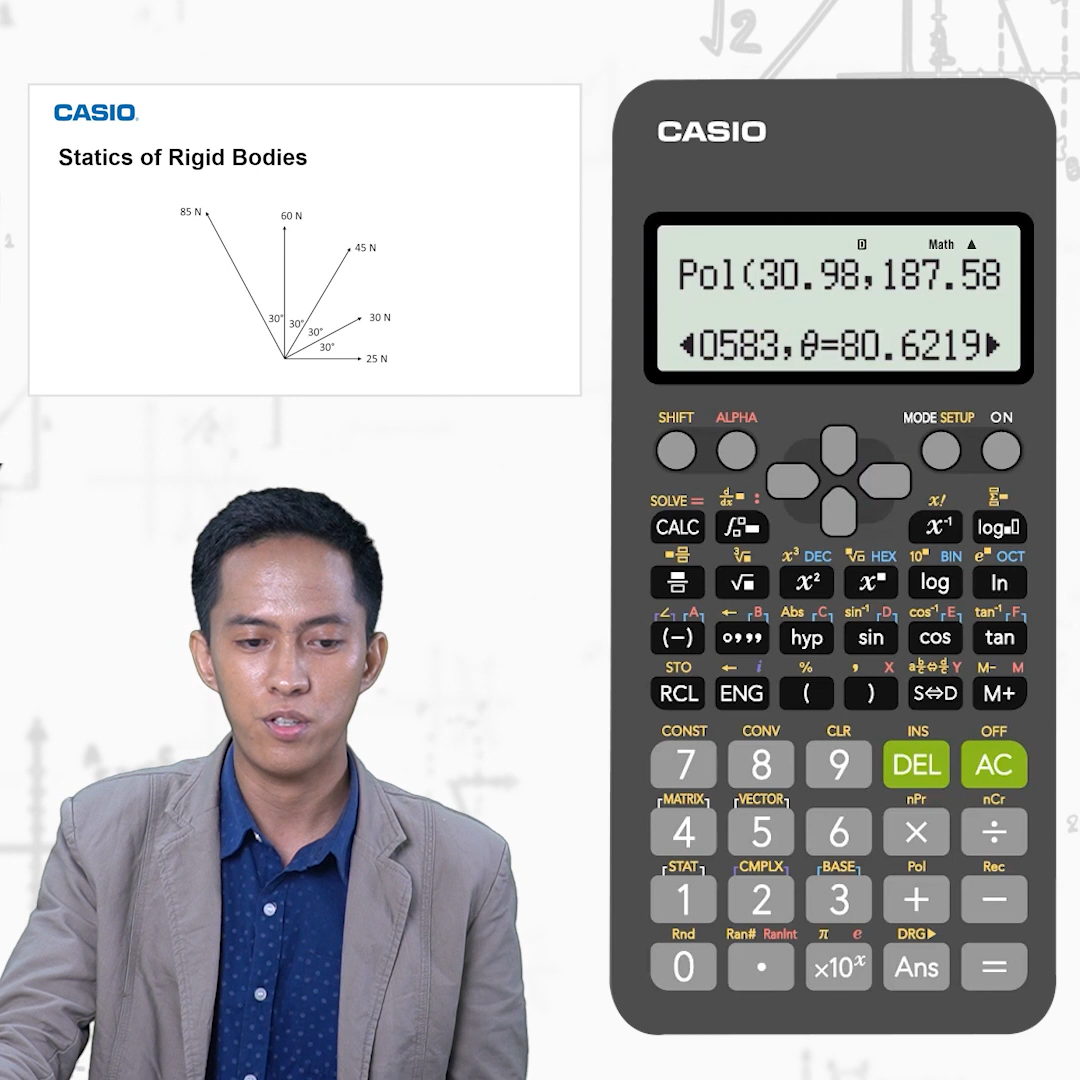 CASIO
Statics of Rigid Bodies
85 N
60 N
45 N
30 N
25 N
30°
30°
30°
30°
√2
CASIO
D Math ▲
Pol(30.98,187.58
◀0583,θ=80.6219▶
SHIFT ALPHA MODE SETUP ON
SOLVE = d/dx : x! Σ
CALC ∫ x⁻¹ log
³√ x³ DEC √ HEX 10 BIN e OCT
√ x² x log ln
∠ A ← B Abs C sin⁻¹ D cos⁻¹ E tan⁻¹ F
(−) °,,, hyp sin cos tan
STO ← i % , X a b/c⇔d/c Y M− M
RCL ENG ( ) S⇔D M+
CONST CONV CLR INS OFF
7 8 9 DEL AC
MATRIX VECTOR nPr nCr
4 5 6 × ÷
STAT CMPLX BASE Pol Rec
1 2 3 + −
Rnd Ran# RanInt π e DRG▶
0 . ×10ˣ Ans =